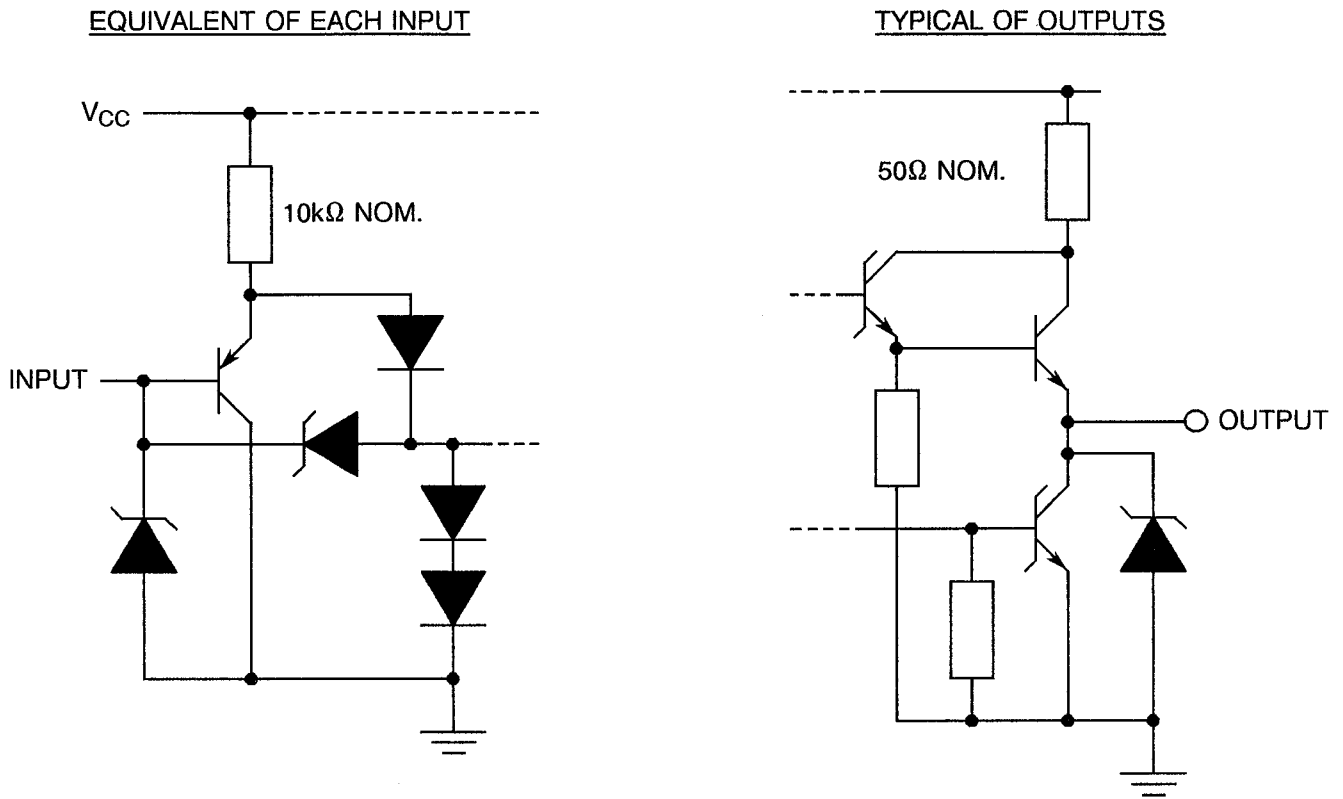 EQUIVALENT OF EACH INPUT
TYPICAL OF OUTPUTS
VCC
10kΩ NOM.
50Ω NOM.
INPUT
OUTPUT